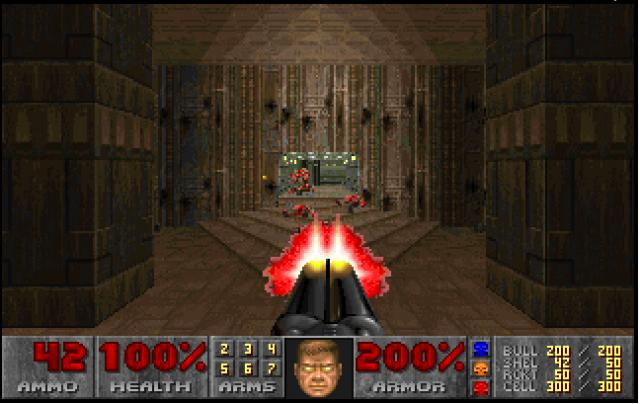 42 100% 2 3 4 200% BULL 200 / 200
SHEL 42 / 50
5 6 7 RCKT 50 / 50
AMMO HEALTH ARMS ARMOR CELL 300 / 300